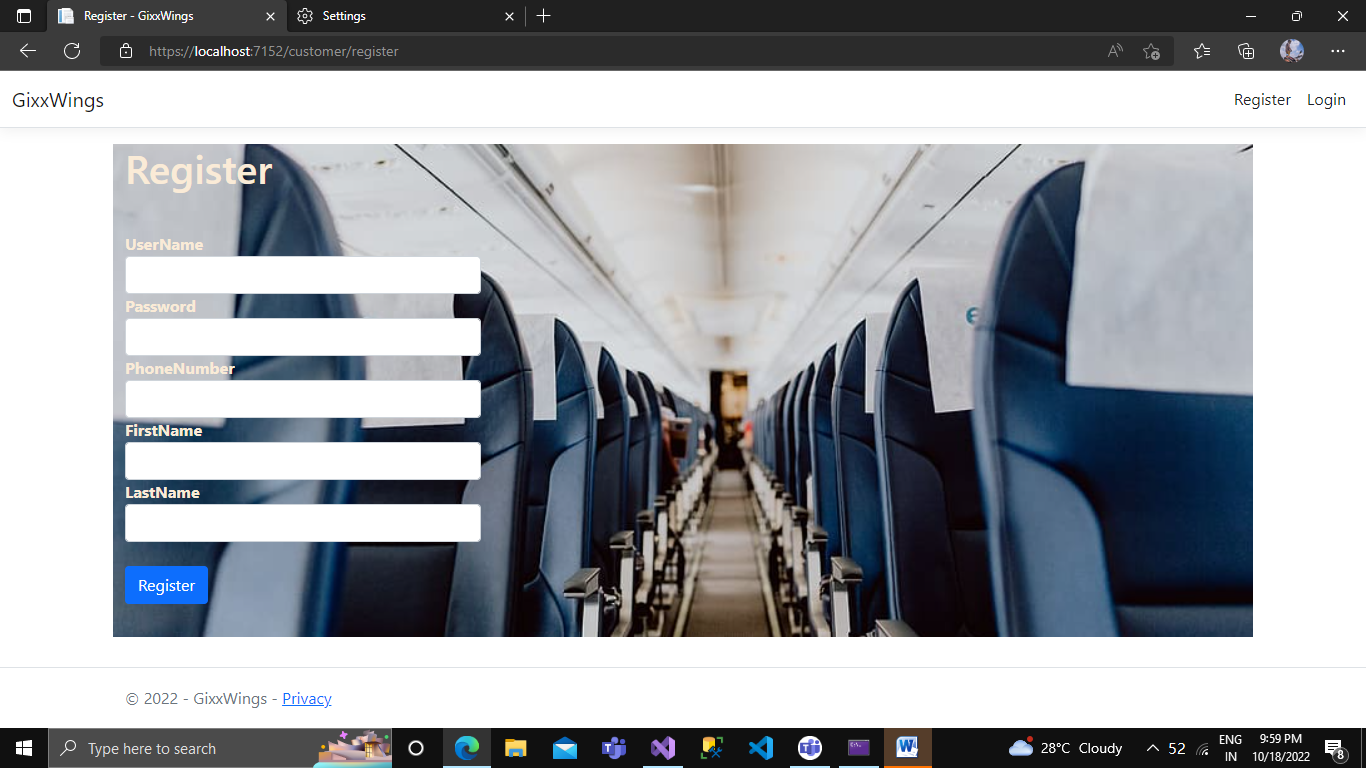 Register - GixxWings
Settings
https://localhost:7152/customer/register
GixxWings
Register
Login
Register
UserName
Password
PhoneNumber
FirstName
LastName
Register
© 2022 - GixxWings - Privacy
Type here to search
28°C Cloudy
52
ENG
IN
9:59 PM
10/18/2022
8